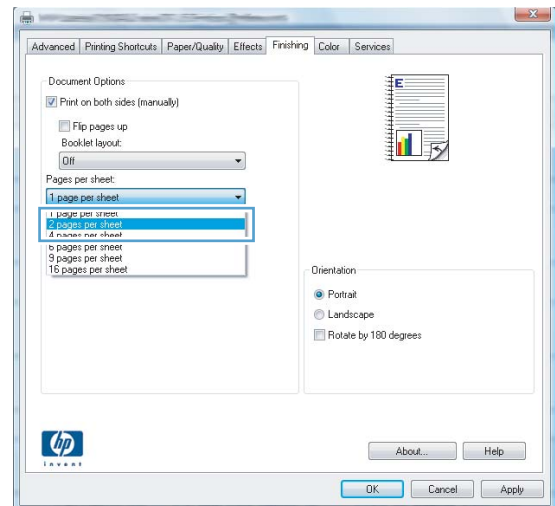 Advanced Printing Shortcuts Paper/Quality Effects Finishing Color Services
Document Options
Print on both sides (manually)
Flip pages up
Booklet layout:
Off
Pages per sheet:
1 page per sheet
1 page per sheet
2 pages per sheet
4 pages per sheet
6 pages per sheet
9 pages per sheet
16 pages per sheet
E
Orientation
Portrait
Landscape
Rotate by 180 degrees
hp
invent
About... Help
OK Cancel Apply